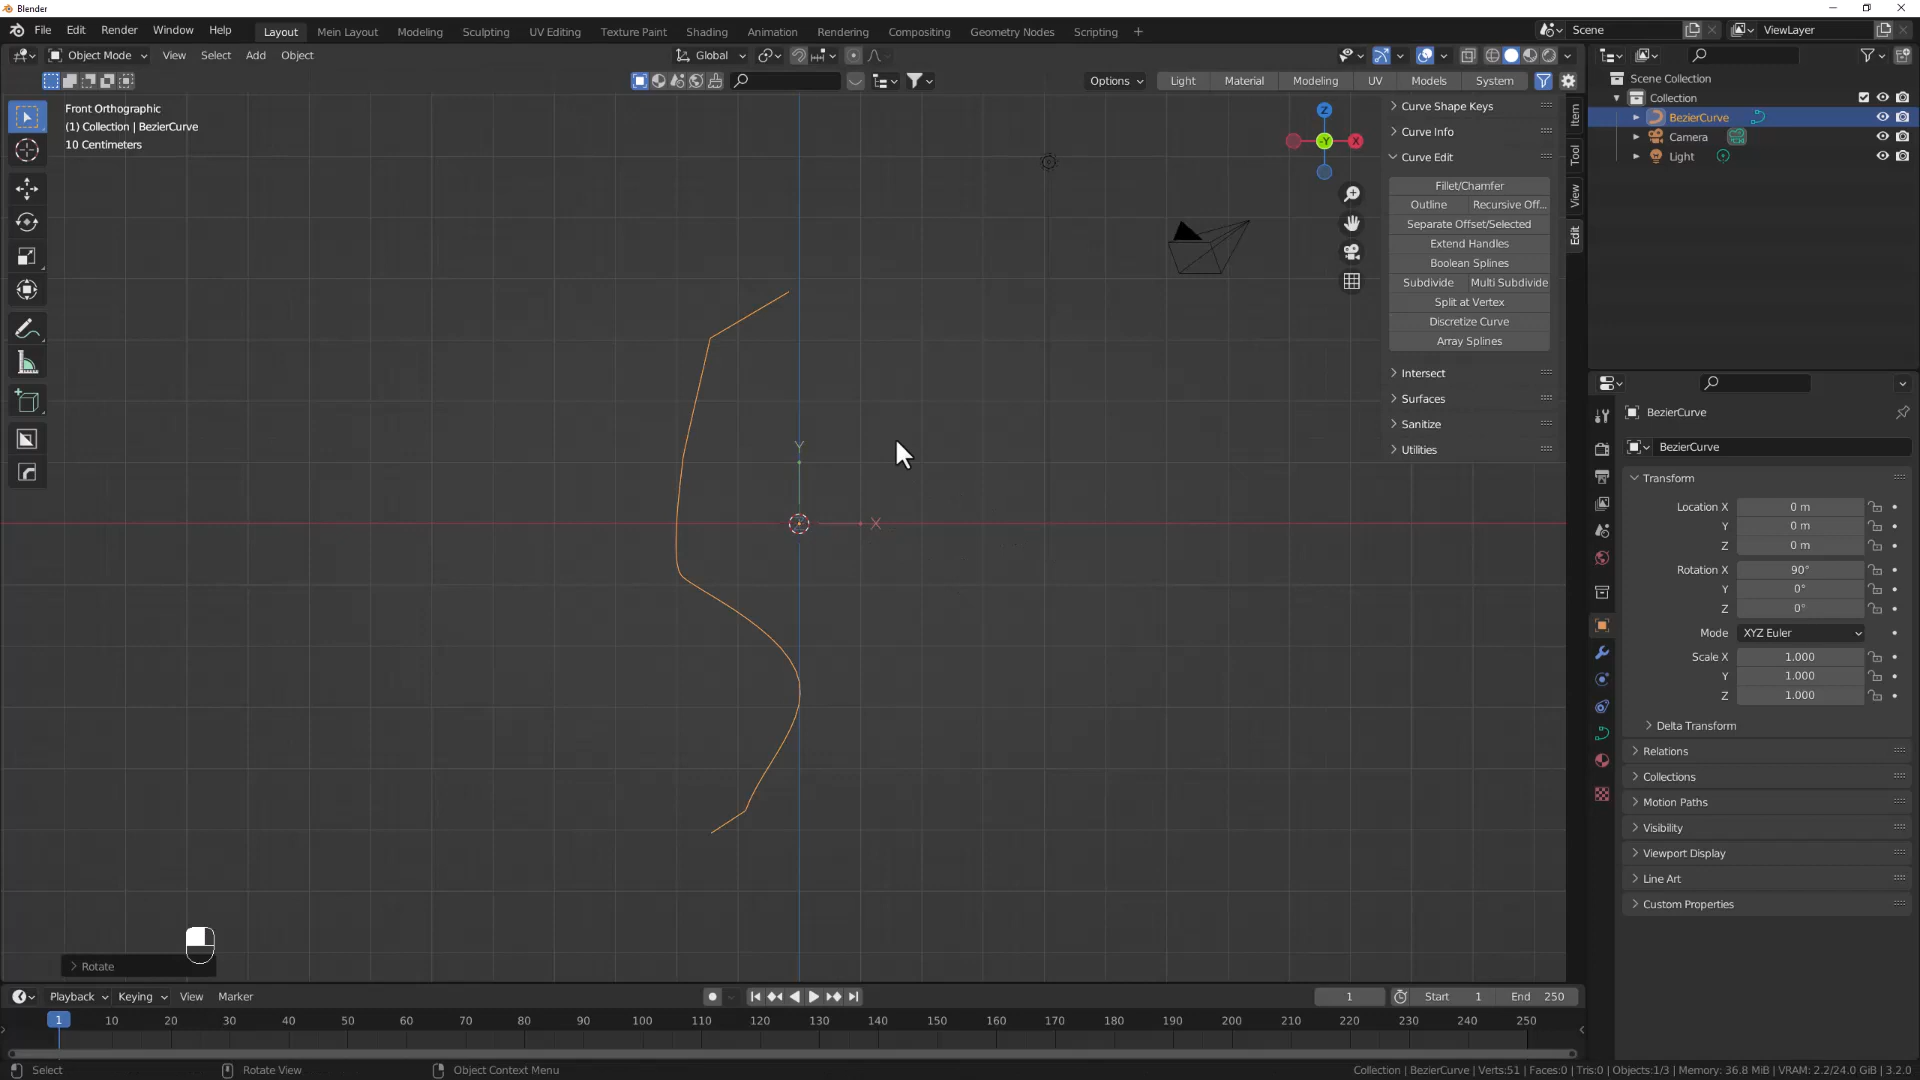 Blender
File Edit Render Window Help Layout Main Layout Modeling Sculpting UV Editing Texture Paint Shading Animation Rendering Compositing Geometry Nodes Scripting + Scene ViewLayer
Object Mode View Select Add Object Global
Options Light Material Modeling UV Models System
Front Orthographic
(1) Collection | BezierCurve
10 Centimeters
Z
-Y
X
Y
X
Curve Shape Keys
Curve Info
Curve Edit
Fillet/Chamfer
Outline Recursive Off...
Separate Offset/Selected
Extend Handles
Boolean Splines
Subdivide Multi Subdivide
Split at Vertex
Discretize Curve
Array Splines
Intersect
Surfaces
Sanitize
Utilities
Item
Tool
View
Edit
Scene Collection
Collection
BezierCurve
Camera
Light
BezierCurve
BezierCurve
Transform
Location X 0 m
Y 0 m
Z 0 m
Rotation X 90°
Y 0°
Z 0°
Mode XYZ Euler
Scale X 1.000
Y 1.000
Z 1.000
Delta Transform
Relations
Collections
Motion Paths
Visibility
Viewport Display
Line Art
Custom Properties
Rotate
Playback Keying View Marker 1 Start 1 End 250
1 10 20 30 40 50 60 70 80 90 100 110 120 130 140 150 160 170 180 190 200 210 220 230 240 250
Select Rotate View Object Context Menu Collection | BezierCurve | Verts:51 | Faces:0 | Tris:0 | Objects:1/3 | Memory: 36.8 MiB | VRAM: 2.2/24.0 GiB | 3.2.0